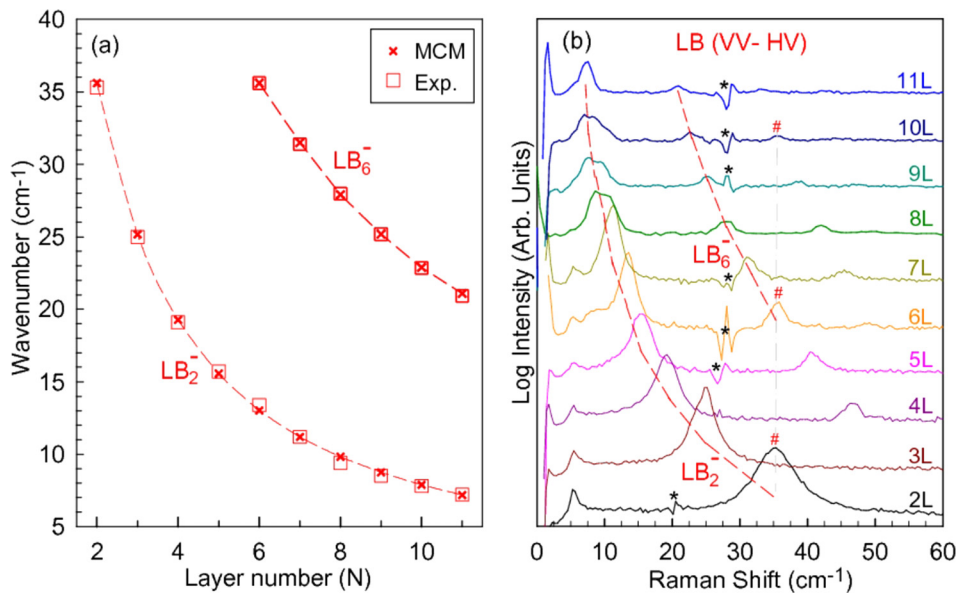 (a)
MCM
Exp.
LB6-
LB2-
40
35
30
25
20
15
10
5
2 4 6 8 10
Wavenumber (cm-1)
Layer number (N)
(b)
LB (VV- HV)
11L
*
10L
*
#
9L
*
8L
LB6-
7L
*
#
6L
*
5L
*
4L
#
3L
LB2-
2L
*
0 10 20 30 40 50 60
Log Intensity (Arb. Units)
Raman Shift (cm-1)